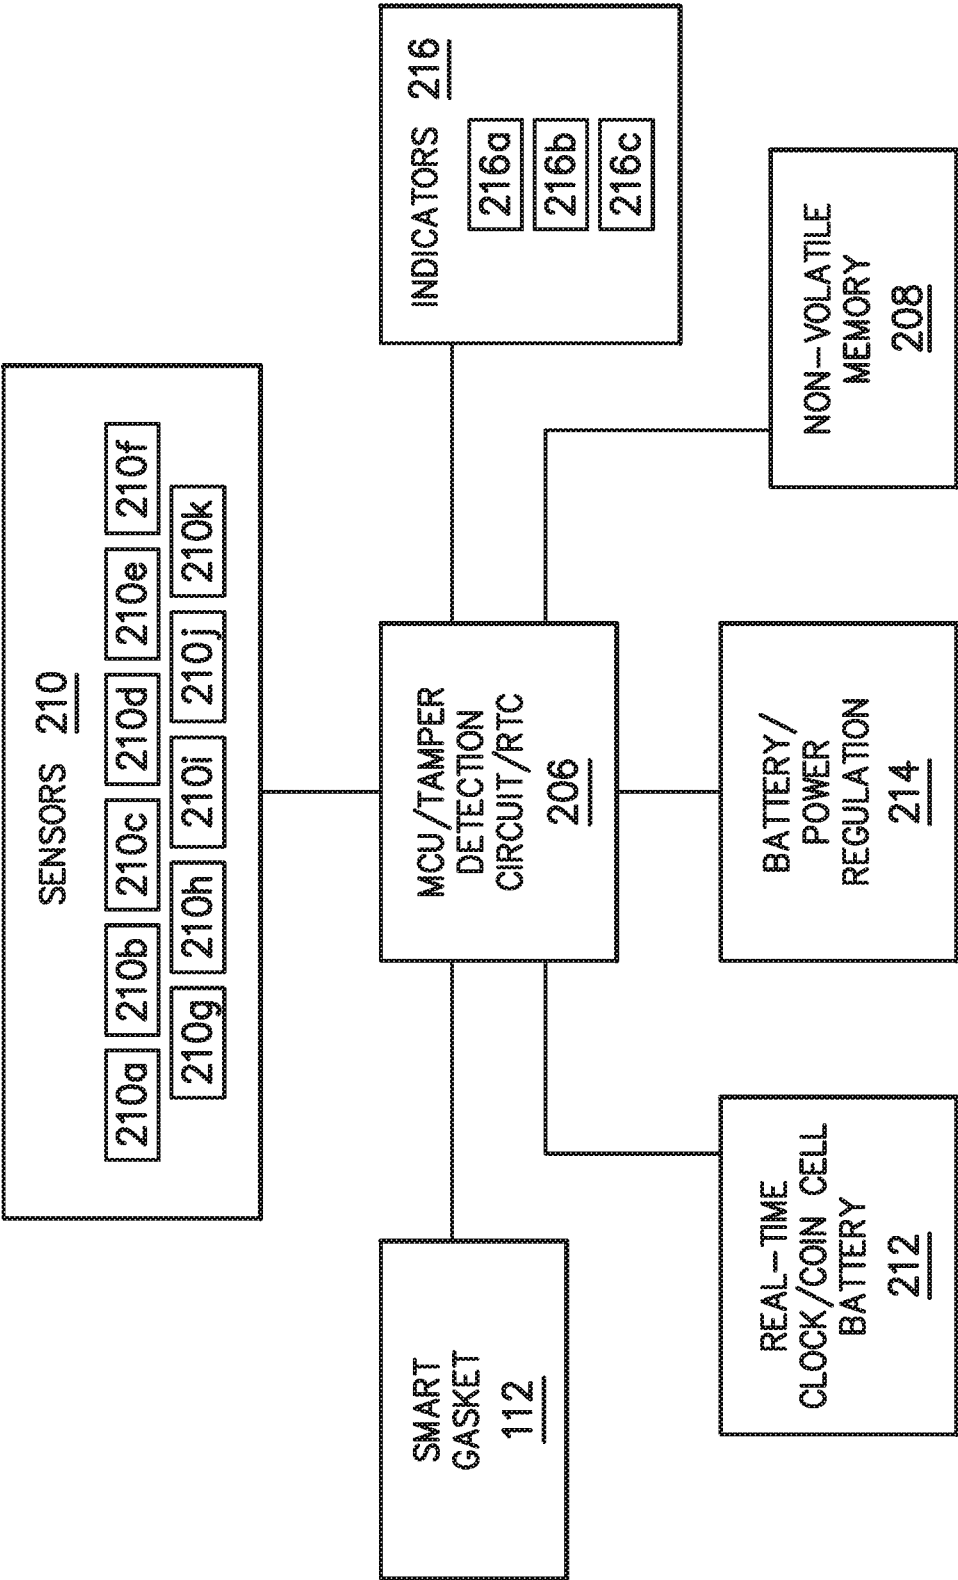 SENSORS 210
210a 210b 210c 210d 210e 210f
210g 210h 210i 210j 210k
SMART
GASKET
112
MCU/TAMPER
DETECTION
CIRCUIT/RTC
206
INDICATORS 216
216a
216b
216c
REAL-TIME
CLOCK/COIN CELL
BATTERY
212
BATTERY/
POWER
REGULATION
214
NON-VOLATILE
MEMORY
208